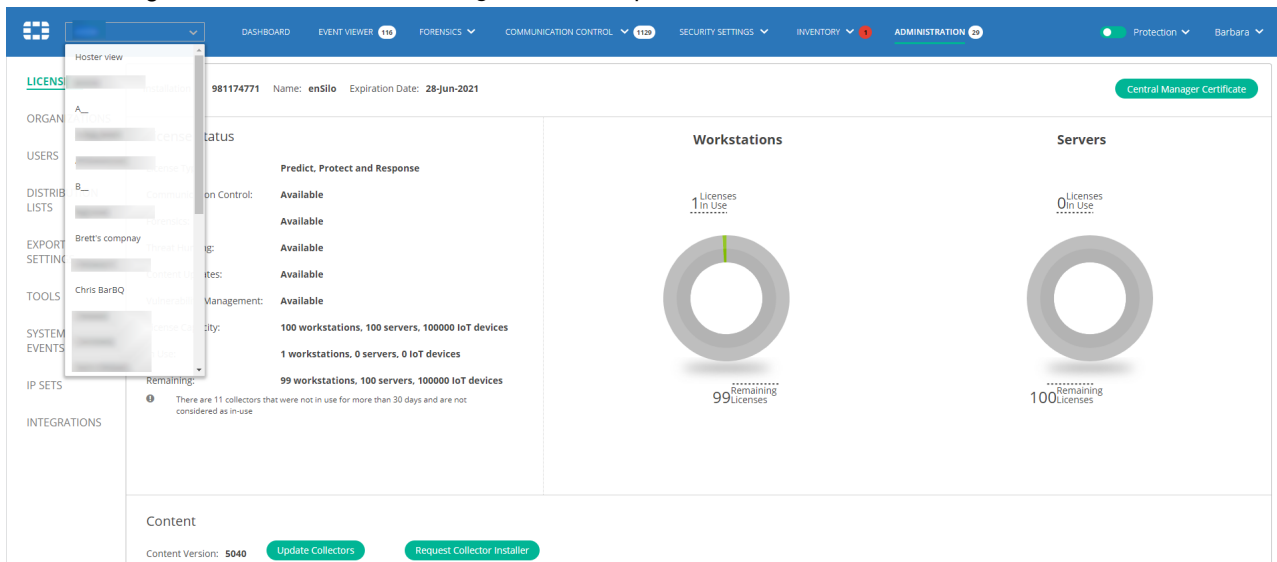 DASHBOARD EVENT VIEWER 116 FORENSICS COMMUNICATION CONTROL 1129 SECURITY SETTINGS INVENTORY 1 ADMINISTRATION 29 Protection Barbara
Hoster view
A__
B__
Brett's compnay
Chris BarBQ
LICENS
ORGAN
USERS
DISTRIB
LISTS
EXPORT
SETTING
TOOLS
SYSTEM
EVENTS
IP SETS
INTEGRATIONS
981174771 Name: enSilo Expiration Date: 28-Jun-2021 Central Manager Certificate
tatus
Predict, Protect and Response
on Control: Available
Available
ng: Available
ates: Available
Management: Available
city: 100 workstations, 100 servers, 100000 IoT devices
1 workstations, 0 servers, 0 IoT devices
Remaining: 99 workstations, 100 servers, 100000 IoT devices
There are 11 collectors that were not in use for more than 30 days and are not
considered as in-use
Workstations
1 Licenses
In Use
99 Remaining
Licenses
Servers
0 Licenses
In Use
100 Remaining
Licenses
Content
Content Version: 5040 Update Collectors Request Collector Installer